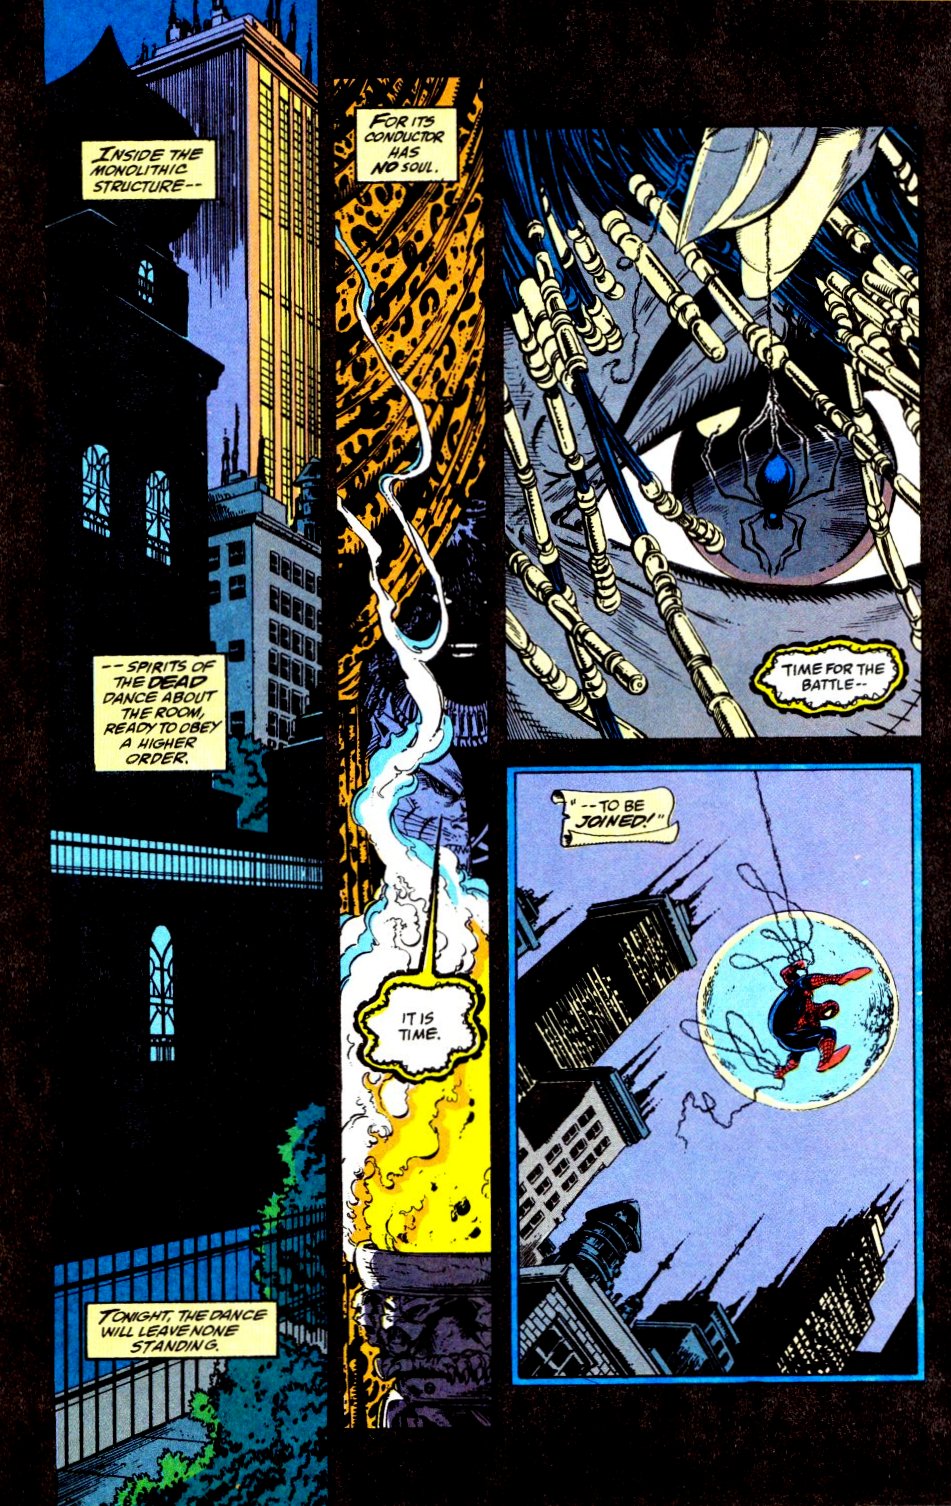 INSIDE THE
MONOLITHIC
STRUCTURE--
--SPIRITS OF
THE DEAD
DANCE ABOUT
THE ROOM,
READY TO OBEY
A HIGHER
ORDER.
TONIGHT, THE DANCE
WILL LEAVE NONE
STANDING.
FOR ITS
CONDUCTOR
HAS
NO SOUL.
IT IS
TIME.
TIME FOR THE
BATTLE--
"--TO BE
JOINED!"